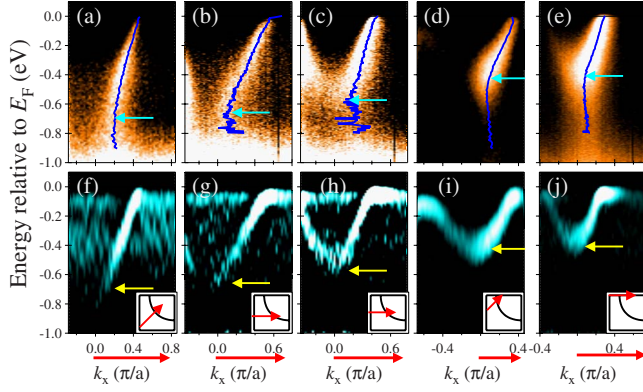 (a) (b) (c) (d) (e)
0.0
-0.2
-0.4
-0.6
-0.8
-1.0
Energy relative to E_F (eV)
(f) (g) (h) (i) (j)
0.0
-0.2
-0.4
-0.6
-0.8
-1.0
0.0 0.4 0.8 0.0 0.6 0.0 0.6 -0.4 0.4 -0.4 0.4
k_x (π/a) k_x (π/a) k_x (π/a) k_x (π/a) k_x (π/a)